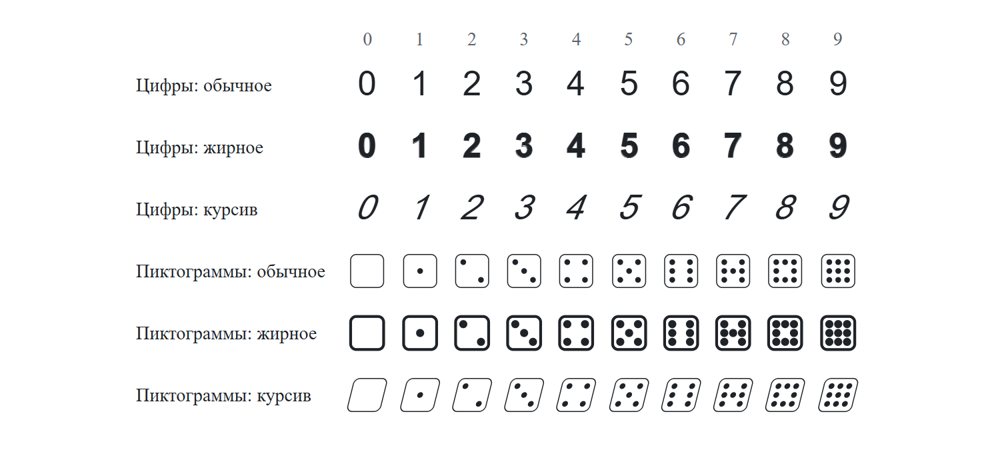 0 1 2 3 4 5 6 7 8 9
Цифры: обычное 0 1 2 3 4 5 6 7 8 9
Цифры: жирное 0 1 2 3 4 5 6 7 8 9
Цифры: курсив 0 1 2 3 4 5 6 7 8 9
Пиктограммы: обычное
Пиктограммы: жирное
Пиктограммы: курсив